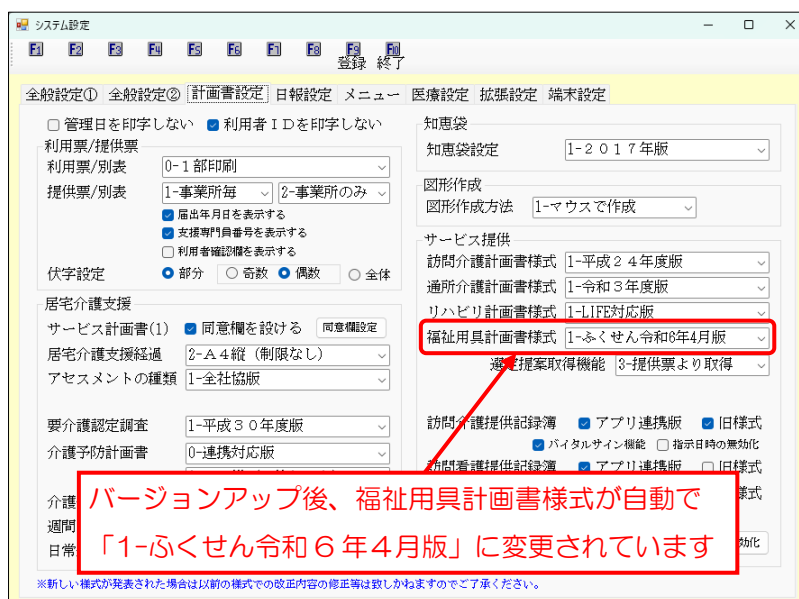 システム設定
F1 F2 F3 F4 F5 F6 F7 F8 F9 F10
登録 終了
全般設定① 全般設定② 計画書設定 日報設定 メニュー 医療設定 拡張設定 端末設定
管理日を印字しない 利用者ＩＤを印字しない
利用票/提供票
利用票/別表 0-1部印刷
提供票/別表 1-事業所毎 2-事業所のみ
届出年月日を表示する
支援専門員番号を表示する
利用者確認欄を表示する
伏字設定 部分 奇数 偶数 全体
居宅介護支援
サービス計画書(1) 同意欄を設ける 同意欄設定
居宅介護支援経過 2-Ａ４縦（制限なし）
アセスメントの種類 1-全社協版
要介護認定調査 1-平成３０年度版
介護予防計画書 0-連携対応版
介護
週間
日常
知恵袋
知恵袋設定 1-２０１７年版
図形作成
図形作成方法 1-マウスで作成
サービス提供
訪問介護計画書様式 1-平成２４年度版
通所介護計画書様式 1-令和３年度版
リハビリ計画書様式 1-LIFE対応版
福祉用具計画書様式 1-ふくせん令和6年4月版
選定提案取得機能 3-提供票より取得
訪問介護提供記録簿 アプリ連携版 旧様式
バイタルサイン機能 指示日時の無効化
訪問看護提供記録簿 アプリ連携版 旧様式
様式
効化
バージョンアップ後、福祉用具計画書様式が自動で
「1-ふくせん令和６年４月版」に変更されています
※新しい様式が発表された場合は以前の様式での改正内容の修正等は致しかねますのでご了承ください。